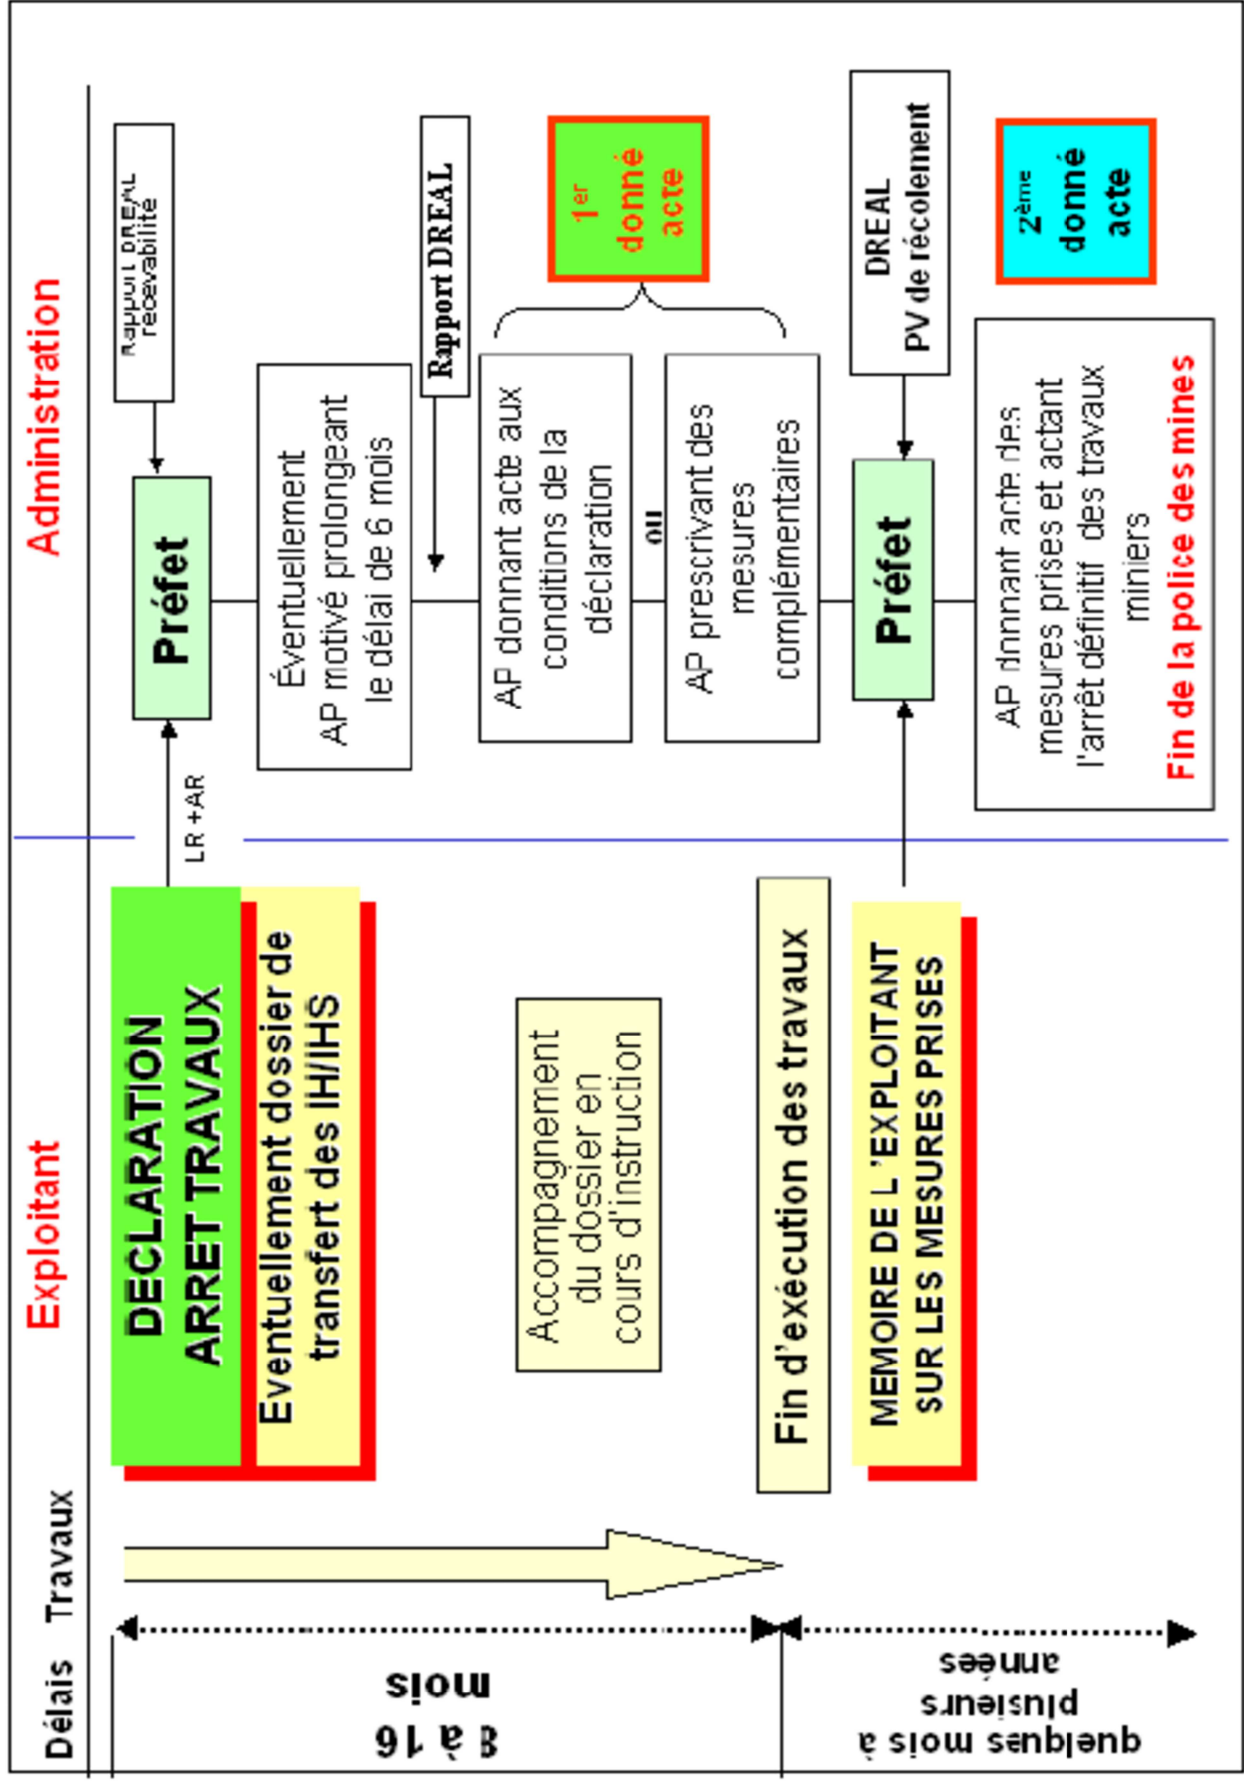 Délais
Travaux
Exploitant
Administration
8 à 16
mois
quelques mois à
plusieurs
années
DECLARATION
ARRET TRAVAUX
Eventuellement dossier de
transfert des IH/IHS
LR +AR
Préfet
Rapport DREAL
recevabilité
Éventuellement
AP motivé prolongeant
le délai de 6 mois
Rapport DREAL
Accompagnement
du dossier en
cours d'instruction
AP donnant acte aux
conditions de la
déclaration
ou
AP prescrivant des
mesures
complémentaires
1er
donné
acte
Fin d'exécution des travaux
MEMOIRE DE L 'EXPLOITANT
SUR LES MESURES PRISES
Préfet
DREAL
PV de récolement
AP donnant acte des
mesures prises et actant
l'arrêt définitif des travaux
miniers
Fin de la police des mines
2ème
donné
acte